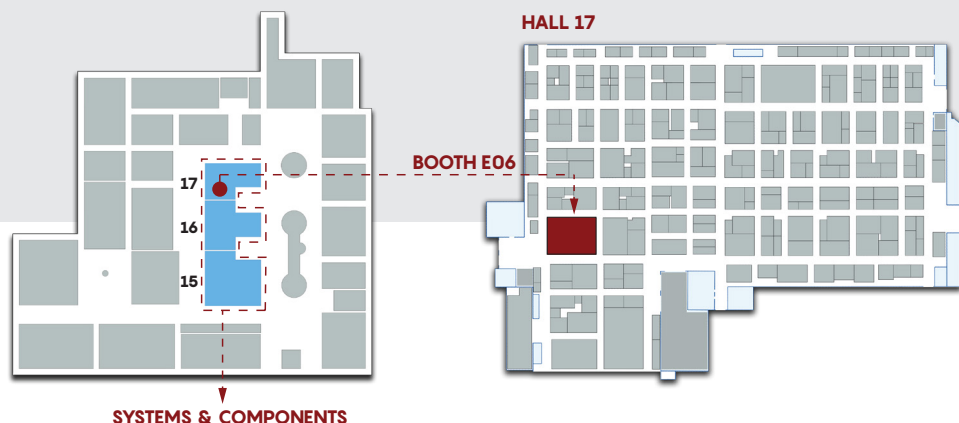 HALL 17
BOOTH E06
17
16
15
SYSTEMS & COMPONENTS